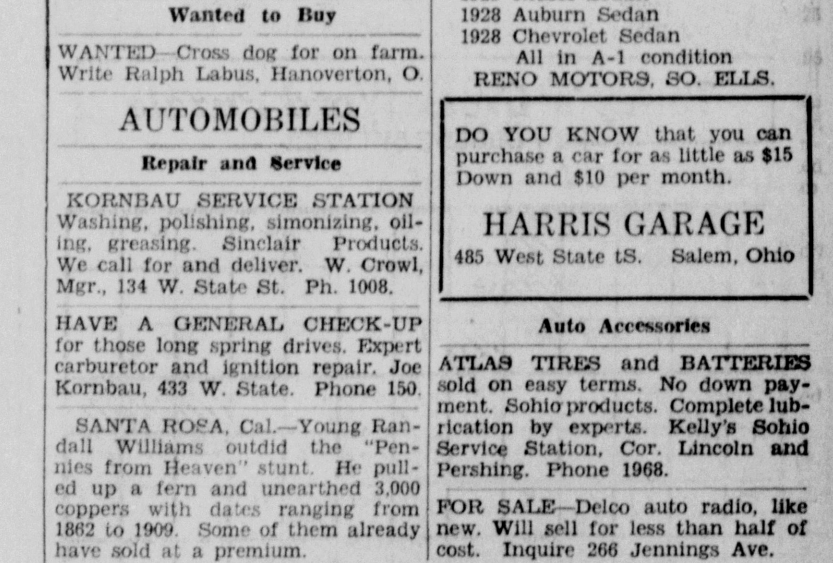 Wanted to Buy
WANTED—Cross dog for on farm.
Write Ralph Labus, Hanoverton, O.
AUTOMOBILES
Repair and Service
KORNBAU SERVICE STATION
Washing, polishing, simonizing, oil-
ing, greasing. Sinclair Products.
We call for and deliver. W. Crowl,
Mgr., 134 W. State St. Ph. 1008.
HAVE A GENERAL CHECK-UP
for those long spring drives. Expert
carburetor and ignition repair. Joe
Kornbau, 433 W. State. Phone 150.
SANTA ROSA, Cal.—Young Ran-
dall Williams outdid the "Pen-
nies from Heaven" stunt. He pull-
ed up a fern and unearthed 3,000
coppers with dates ranging from
1862 to 1909. Some of them already
have sold at a premium.
1928 Auburn Sedan
1928 Chevrolet Sedan
All in A-1 condition
RENO MOTORS, SO. ELLS.
DO YOU KNOW that you can
purchase a car for as little as $15
Down and $10 per month.
HARRIS GARAGE
485 West State tS. Salem, Ohio
Auto Accessories
ATLAS TIRES and BATTERIES
sold on easy terms. No down pay-
ment. Sohio products. Complete lub-
rication by experts. Kelly's Sohio
Service Station, Cor. Lincoln and
Pershing. Phone 1968.
FOR SALE—Delco auto radio, like
new. Will sell for less than half of
cost. Inquire 266 Jennings Ave.